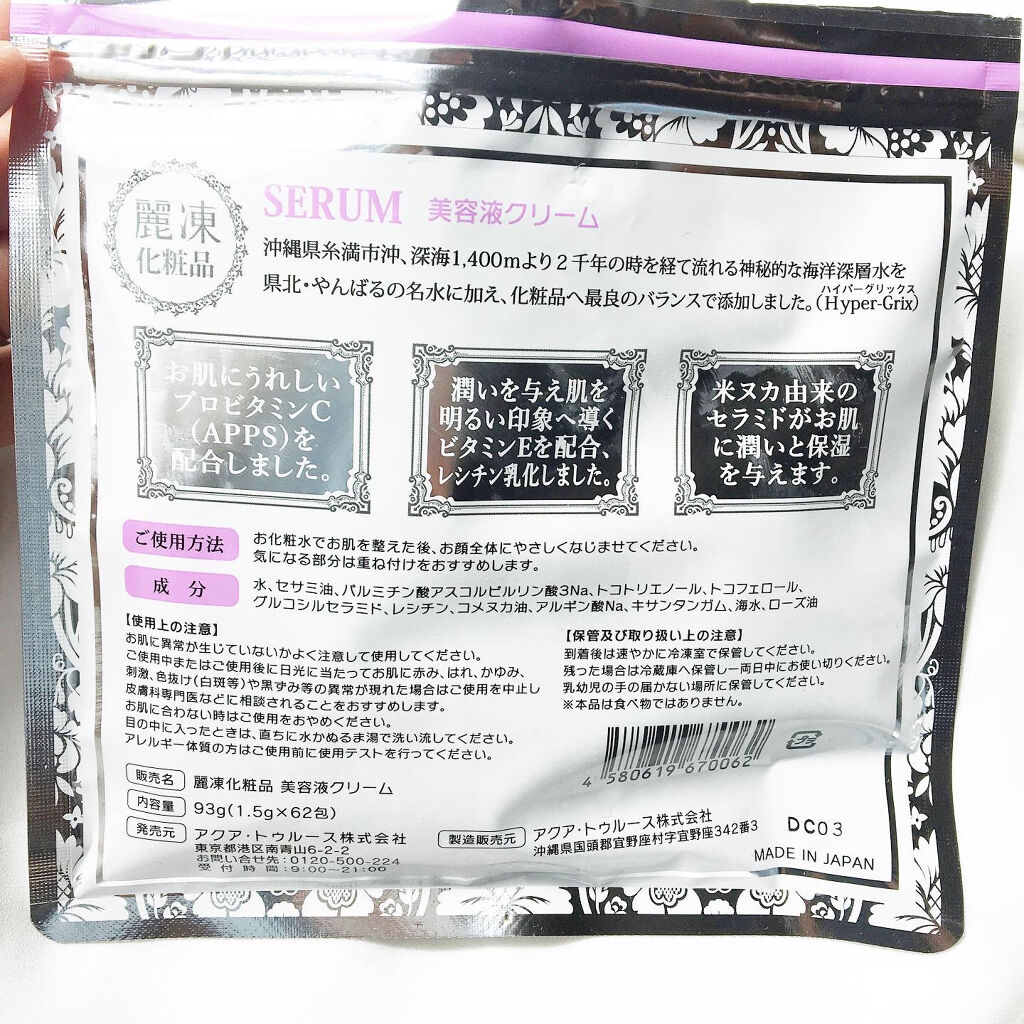 麗凍
化粧品
SERUM 美容液クリーム
沖縄県糸満市沖、深海1,400mより2千年の時を経て流れる神秘的な海洋深層水を
ハイパーグリックス
県北・やんばるの名水に加え、化粧品へ最良のバランスで添加しました。(Hyper-Grix)
お肌にうれしい
プロビタミンC
(APPS)を
配合しました。
潤いを与え肌を
明るい印象へ導く
ビタミンEを配合、
レシチン乳化しました。
米ヌカ由来の
セラミドがお肌
に潤いと保湿
を与えます。
ご使用方法
お化粧水でお肌を整えた後、お顔全体にやさしくなじませてください。
気になる部分は重ね付けをおすすめします。
成 分
水、セサミ油、パルミチン酸アスコルビルリン酸3Na、トコトリエノール、トコフェロール、
グルコシルセラミド、レシチン、コメヌカ油、アルギン酸Na、キサンタンガム、海水、ローズ油
【使用上の注意】
お肌に異常が生じていないかよく注意して使用してください。
ご使用中またはご使用後に日光に当たってお肌に赤み、はれ、かゆみ、
刺激、色抜け(白斑等)や黒ずみ等の異常が現れた場合はご使用を中止し
皮膚科専門医などに相談されることをおすすめします。
お肌に合わない時はご使用をおやめください。
目の中に入ったときは、直ちに水かぬるま湯で洗い流してください。
アレルギー体質の方はご使用前に使用テストを行ってください。
【保管及び取り扱い上の注意】
到着後は速やかに冷凍室で保管してください。
残った場合は冷蔵庫へ保管し一両日中にお使い切りください。
乳幼児の手の届かない場所に保管してください。
※本品は食べ物ではありません。
4 580619 670062
販売名 麗凍化粧品 美容液クリーム
内容量 93g(1.5g×62包)
発売元 アクア・トゥルース株式会社
東京都港区南青山6-2-2
お問い合せ先:0120-500-224
受付時間:9:00〜21:00
製造販売元 アクア・トゥルース株式会社
沖縄県国頭郡宜野座村字宜野座342番3
DC03
MADE IN JAPAN